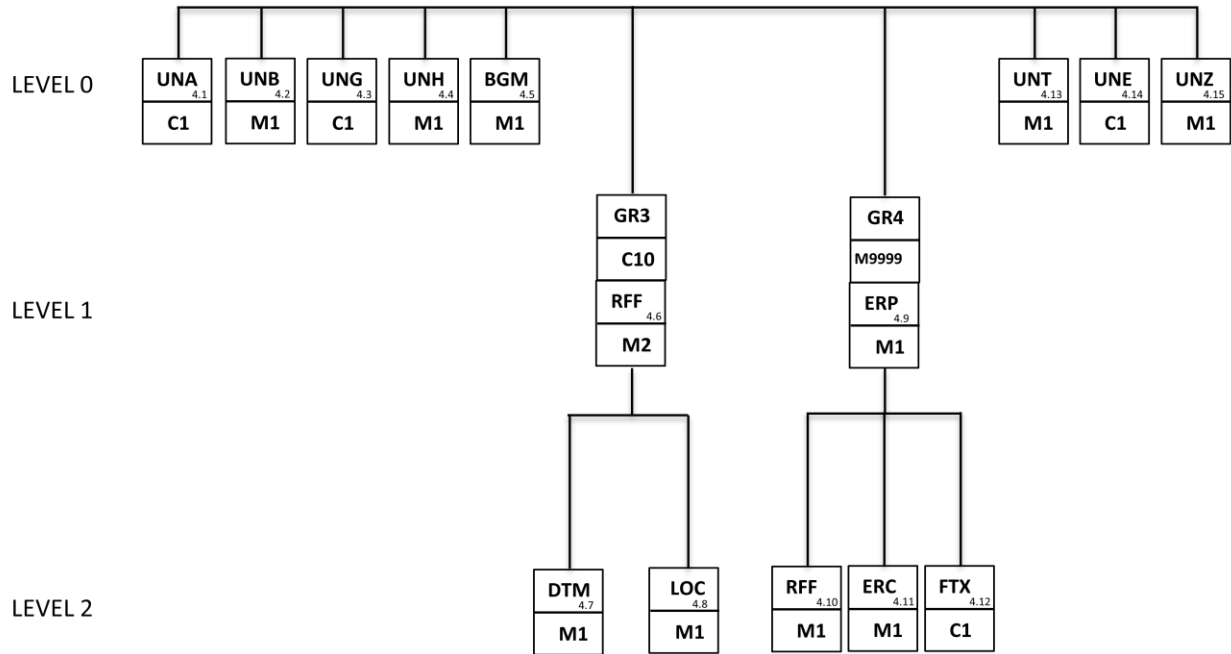 LEVEL 0
UNA 4.1
C1
UNB 4.2
M1
UNG 4.3
C1
UNH 4.4
M1
BGM 4.5
M1
UNT 4.13
M1
UNE 4.14
C1
UNZ 4.15
M1
LEVEL 1
GR3
C10
RFF 4.6
M2
GR4
M9999
ERP 4.9
M1
LEVEL 2
DTM 4.7
M1
LOC 4.8
M1
RFF 4.10
M1
ERC 4.11
M1
FTX 4.12
C1